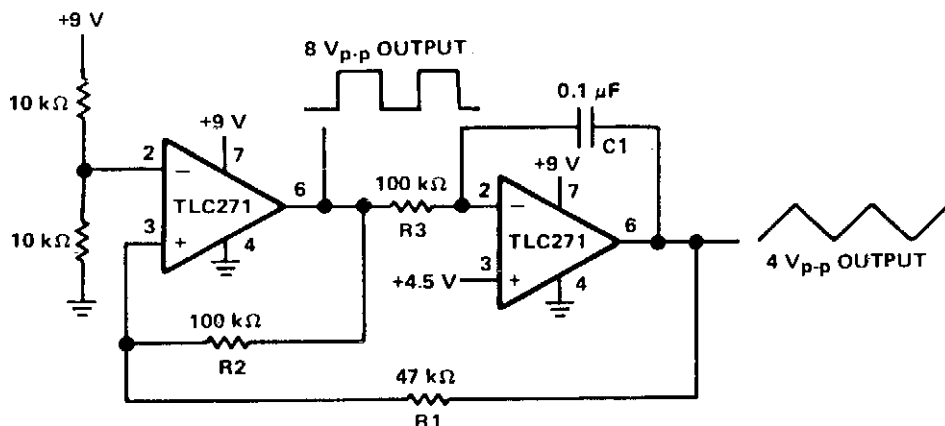 +9 V
10 kΩ
10 kΩ
2
−
3
+
+9 V
7
TLC271
4
6
8 Vp-p OUTPUT
100 kΩ
R2
100 kΩ
R3
0.1 μF
C1
2
−
+9 V
7
TLC271
+4.5 V
3
+
4
6
4 Vp-p OUTPUT
47 kΩ
R1